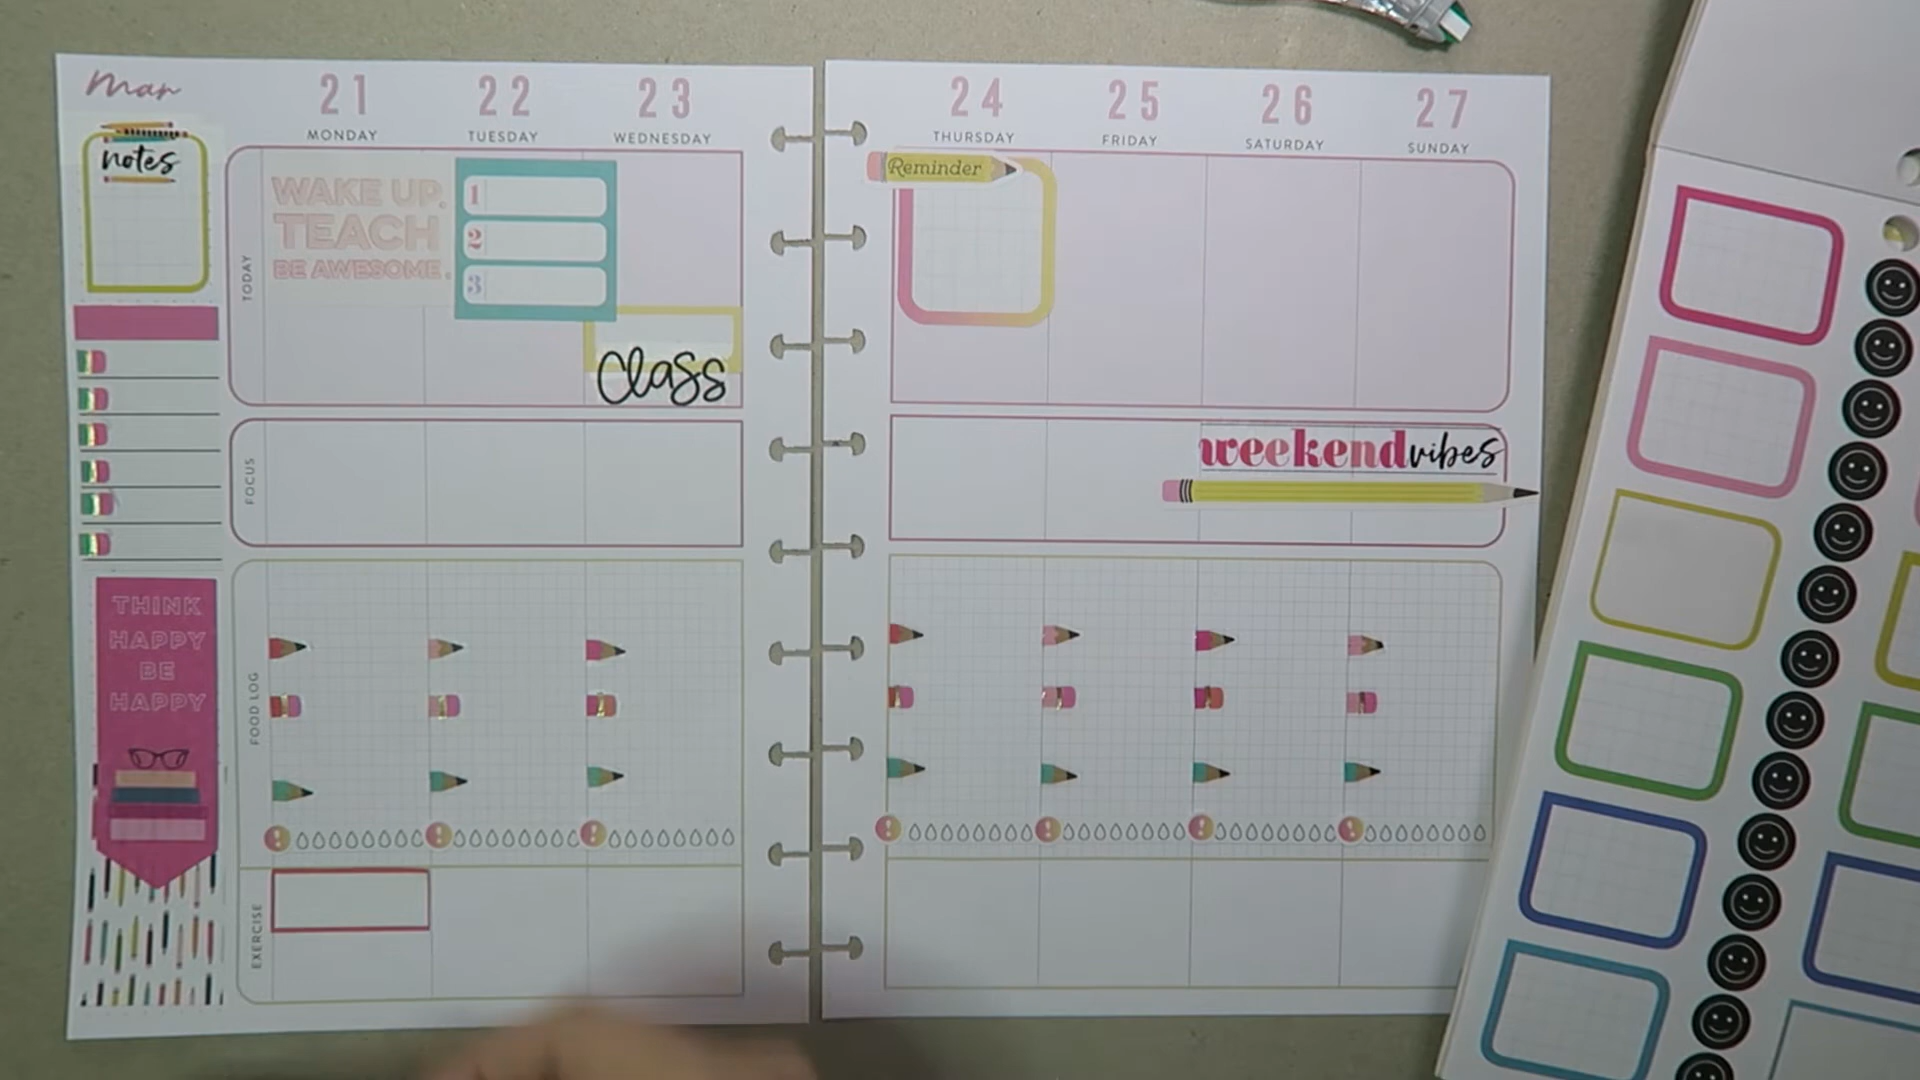 Mar
21
MONDAY
22
TUESDAY
23
WEDNESDAY
24
THURSDAY
25
FRIDAY
26
SATURDAY
27
SUNDAY
notes
TODAY
WAKE UP.
TEACH
BE AWESOME.
1
2
3
Class
Reminder
FOCUS
weekend vibes
THINK
HAPPY
BE
HAPPY
FOOD LOG
EXERCISE